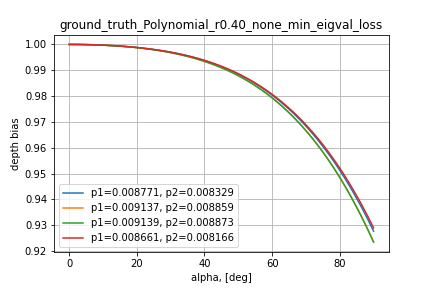 ground_truth_Polynomial_r0.40_none_min_eigval_loss
depth bias
1.00
0.99
0.98
0.97
0.96
0.95
0.94
0.93
0.92
p1=0.008771, p2=0.008329
p1=0.009137, p2=0.008859
p1=0.009139, p2=0.008873
p1=0.008661, p2=0.008166
0
20
40
60
80
alpha, [deg]